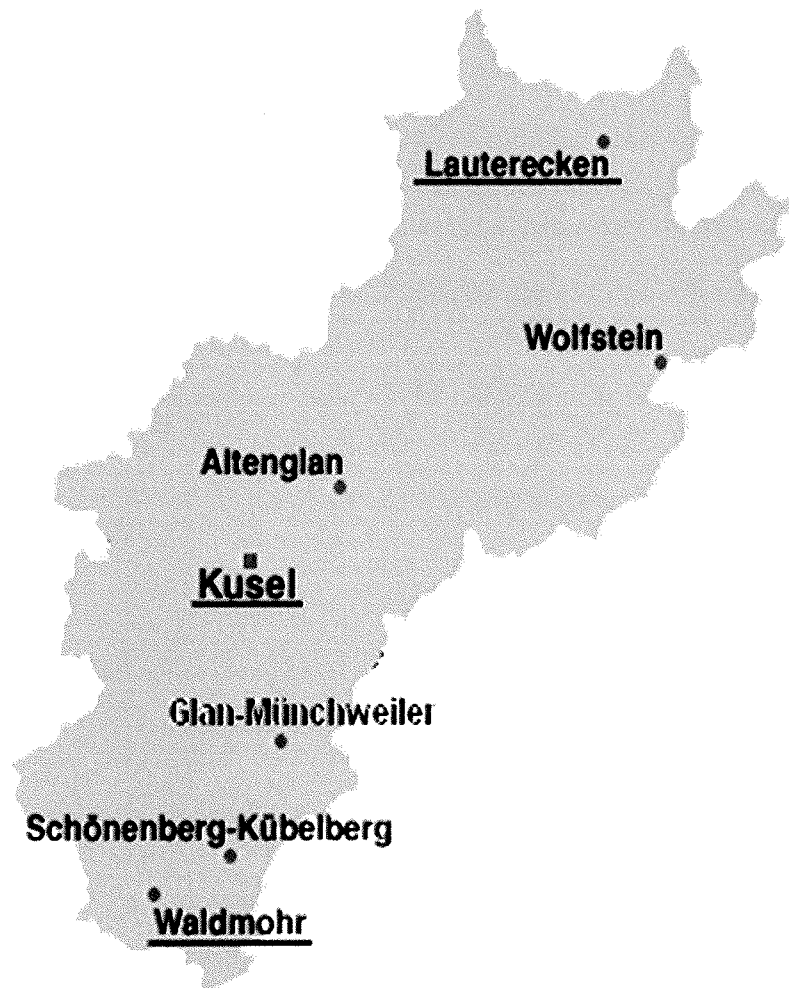 Lauterecken
Wolfstein
Altenglan
Kusel
Glan-Münchweiler
Schönenberg-Kübelberg
Waldmohr